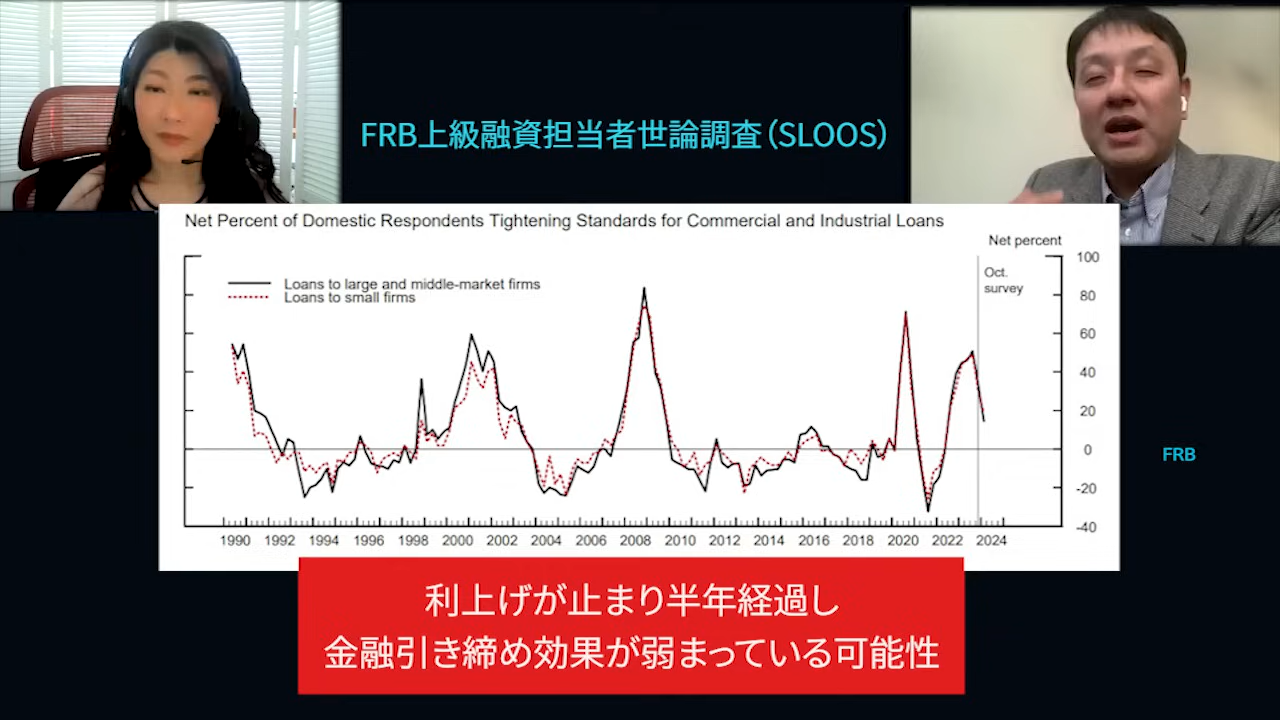 FRB上級融資担当者世論調査（SLOOS）
Net Percent of Domestic Respondents Tightening Standards for Commercial and Industrial Loans
Net percent
Loans to large and middle-market firms
Loans to small firms
Oct.
survey
100
80
60
40
20
0
-20
-40
1990 1992 1994 1996 1998 2000 2002 2004 2006 2008 2010 2012 2014 2016 2018 2020 2022 2024
FRB
利上げが止まり半年経過し
金融引き締め効果が弱まっている可能性